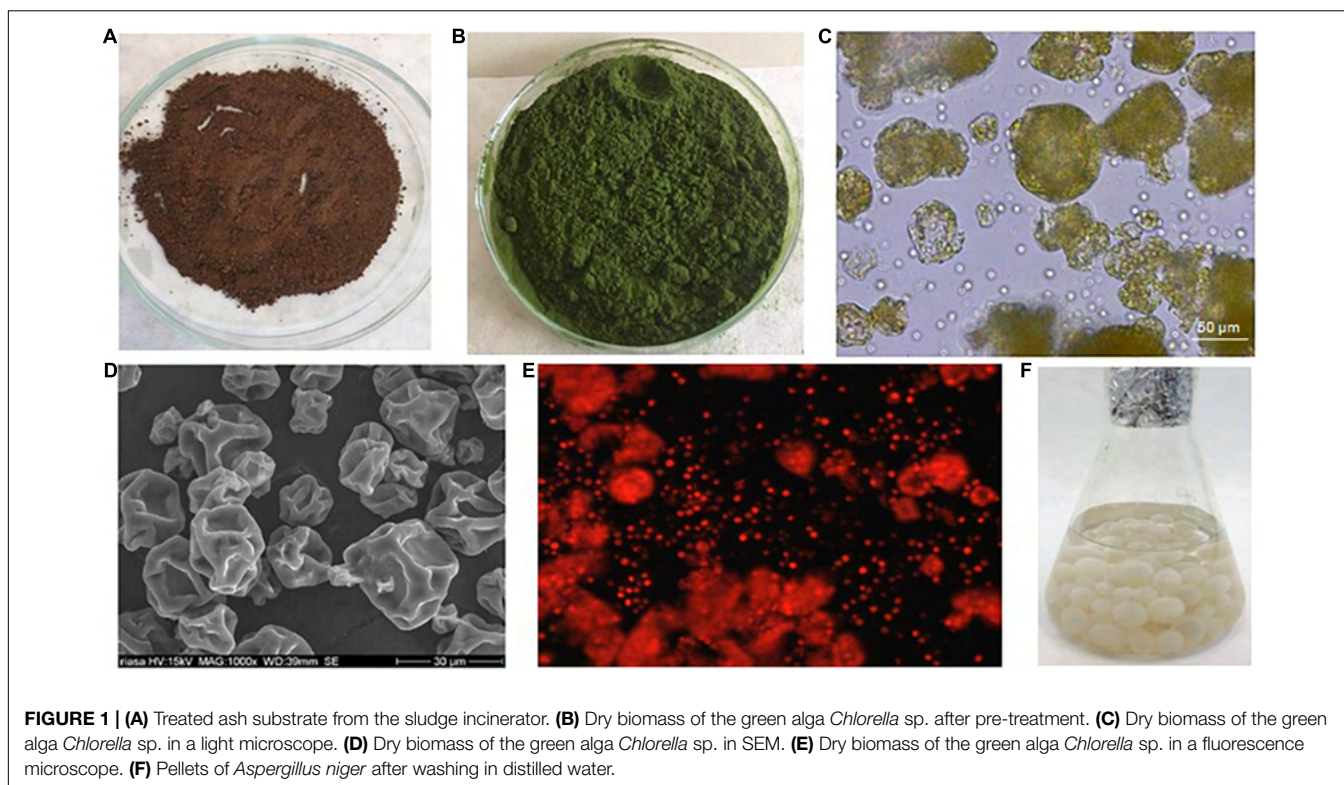 A
B
C
50 µm
D
E
F
riasa HV:15kV MAG:1000x WD:39mm SE
30 µm
FIGURE 1 | (A) Treated ash substrate from the sludge incinerator. (B) Dry biomass of the green alga Chlorella sp. after pre-treatment. (C) Dry biomass of the green
alga Chlorella sp. in a light microscope. (D) Dry biomass of the green alga Chlorella sp. in SEM. (E) Dry biomass of the green alga Chlorella sp. in a fluorescence
microscope. (F) Pellets of Aspergillus niger after washing in distilled water.